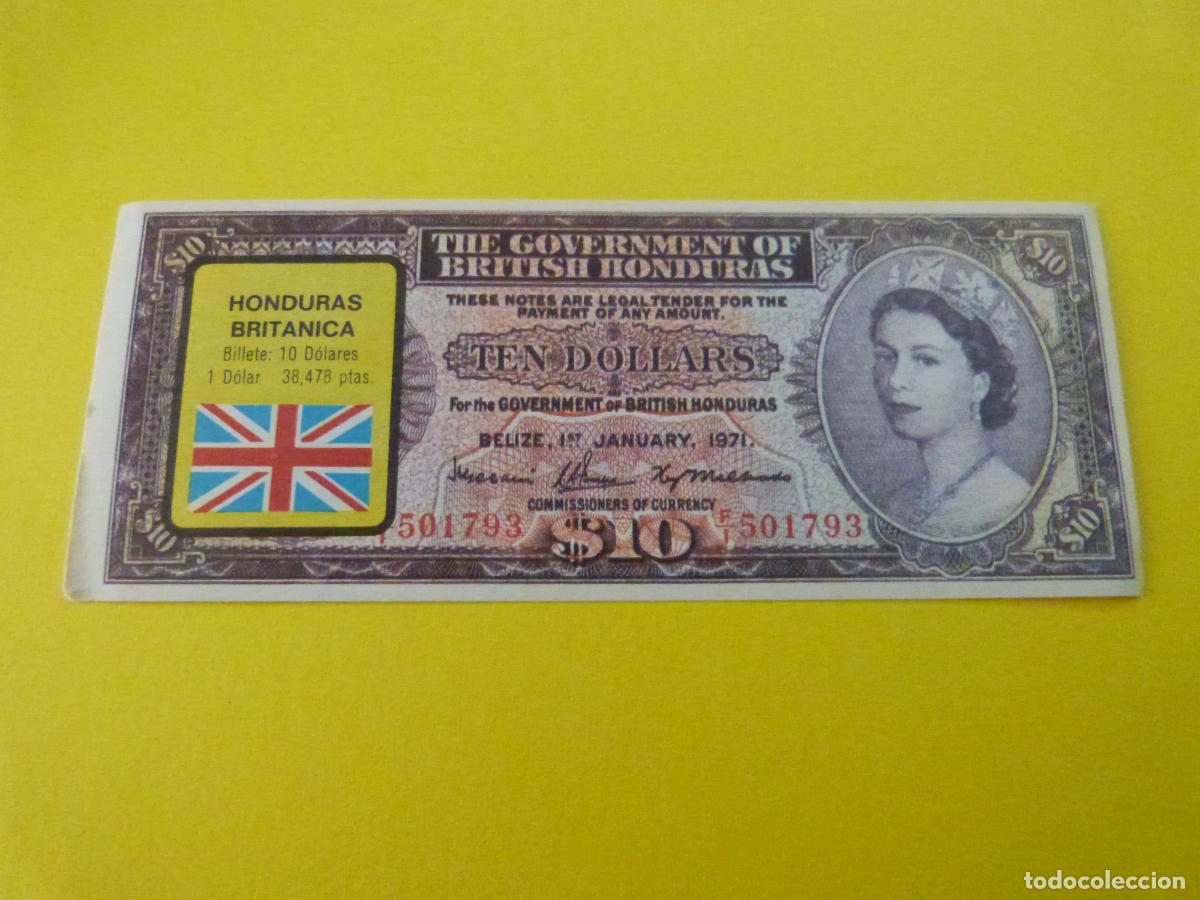 $10
$10
THE GOVERNMENT OF
BRITISH HONDURAS
THESE NOTES ARE LEGAL TENDER FOR THE
PAYMENT OF ANY AMOUNT.
TEN DOLLARS
For the GOVERNMENT OF BRITISH HONDURAS
BELIZE, 1ST JANUARY, 1971.
COMMISSIONERS OF CURRENCY
HONDURAS
BRITANICA
Billete: 10 Dólares
1 Dólar 38,478 ptas.
501793
$10
F/1 501793
$10
$10
todocoleccion